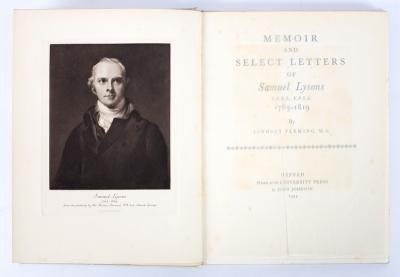 Samuel Lysons
MEMOIR
AND
SELECT LETTERS
OF
Samuel Lysons
V.P.R.S., V.P.S.A.
1763-1819
By
LINDSAY FLEMING, M.A.
OXFORD
Printed at the UNIVERSITY PRESS
by JOHN JOHNSON
1934